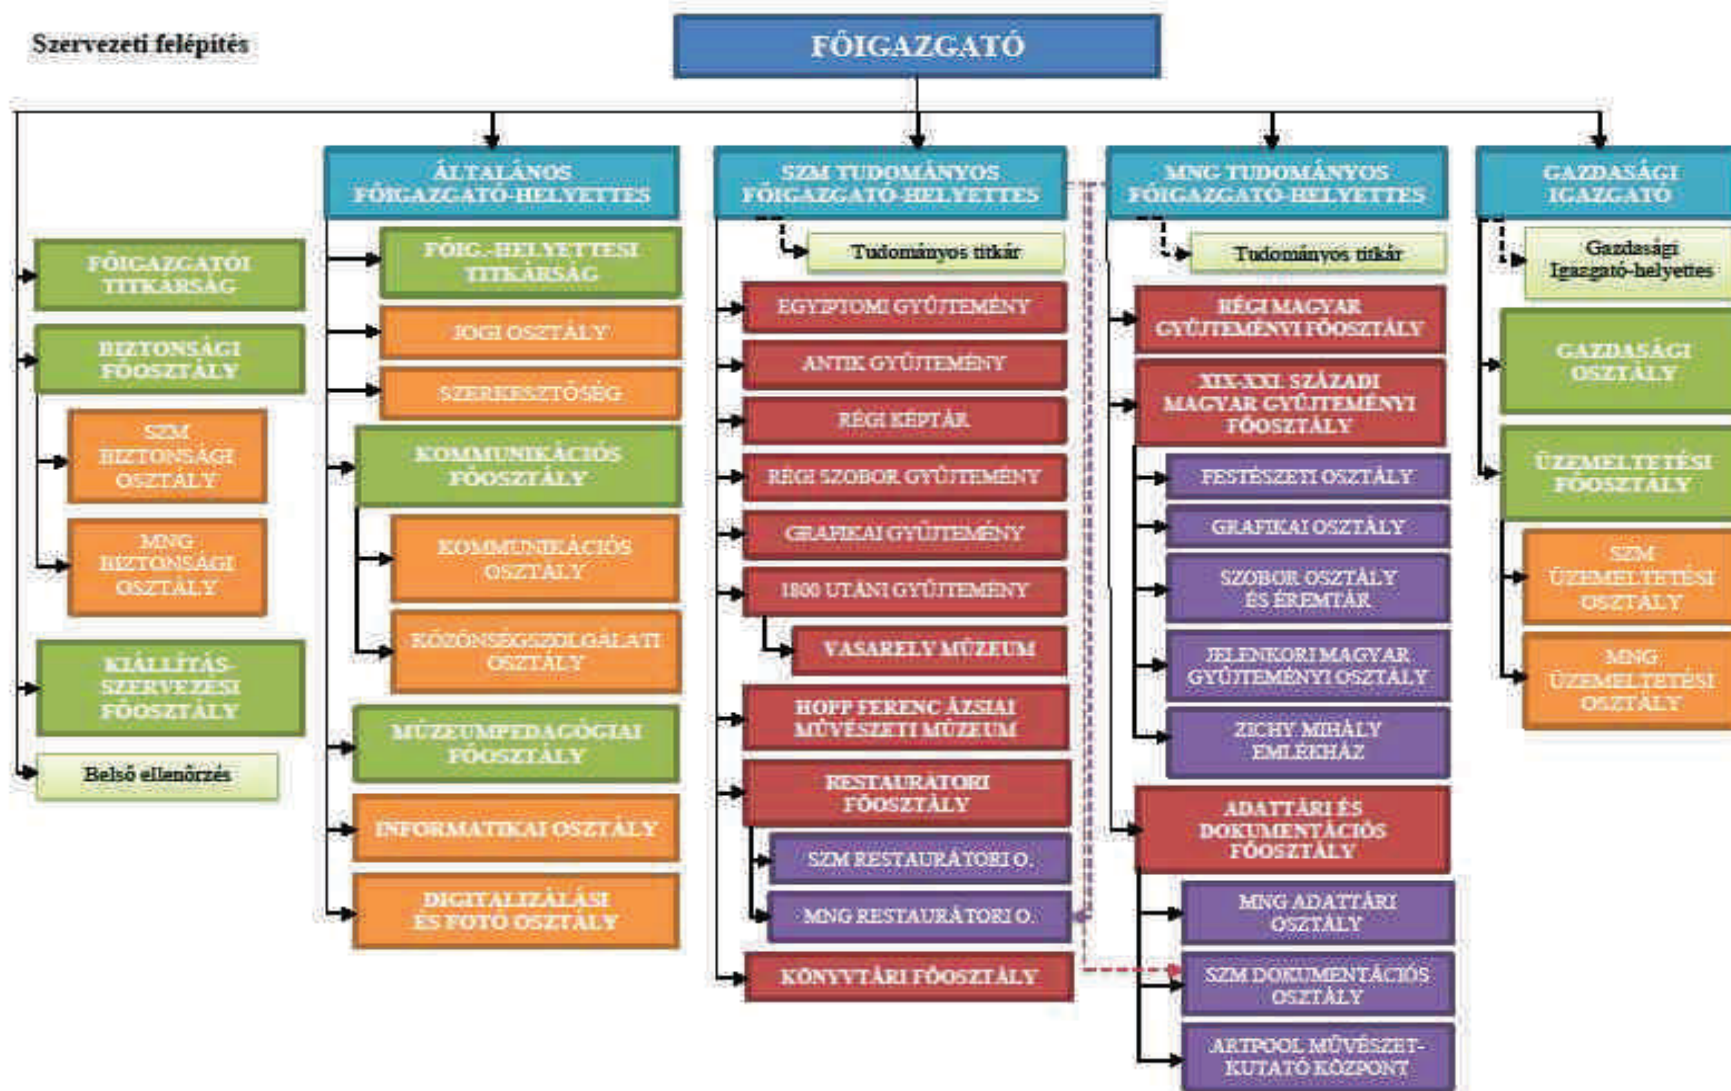 Szervezeti felépítés
FŐIGAZGATÓ
FŐIGAZGATÓI
TITKÁRSÁG
BIZTONSÁGI
FŐOSZTÁLY
SZM
BIZTONSÁGI
OSZTÁLY
MNG
BIZTONSÁGI
OSZTÁLY
KIÁLLÍTÁS-
SZERVEZÉSI
FŐOSZTÁLY
Belső ellenőrzés
ÁLTALÁNOS
FŐIGAZGATÓ-HELYETTES
FŐIG.-HELYETTESI
TITKÁRSÁG
JOGI OSZTÁLY
SZERKESZTŐSÉG
KOMMUNIKÁCIÓS
FŐOSZTÁLY
KOMMUNIKÁCIÓS
OSZTÁLY
KÖZÖNSÉGSZOLGÁLATI
OSZTÁLY
MÚZEUMPEDAGÓGIAI
FŐOSZTÁLY
INFORMATIKAI OSZTÁLY
DIGITALIZÁLÁSI
ÉS FOTÓ OSZTÁLY
SZM TUDOMÁNYOS
FŐIGAZGATÓ-HELYETTES
Tudományos titkár
EGYIPTOMI GYŰJTEMÉNY
ANTIK GYŰJTEMÉNY
RÉGI KÉPTÁR
RÉGI SZOBOR GYŰJTEMÉNY
GRAFIKAI GYŰJTEMÉNY
1800 UTÁNI GYŰJTEMÉNY
VASARELY MÚZEUM
HOPP FERENC ÁZSIAI
MŰVÉSZETI MÚZEUM
RESTAURÁTORI
FŐOSZTÁLY
SZM RESTAURÁTORI O.
MNG RESTAURÁTORI O.
KÖNYVTÁRI FŐOSZTÁLY
MNG TUDOMÁNYOS
FŐIGAZGATÓ-HELYETTES
Tudományos titkár
RÉGI MAGYAR
GYŰJTEMÉNYI FŐOSZTÁLY
XIX-XXI. SZÁZADI
MAGYAR GYŰJTEMÉNYI
FŐOSZTÁLY
FESTÉSZETI OSZTÁLY
GRAFIKAI OSZTÁLY
SZOBOR OSZTÁLY
ÉS ÉREMTÁR
JELENKORI MAGYAR
GYŰJTEMÉNYI OSZTÁLY
ZICHY MIHÁLY
EMLÉKHÁZ
ADATTÁRI ÉS
DOKUMENTÁCIÓS
FŐOSZTÁLY
MNG ADATTÁRI
OSZTÁLY
SZM DOKUMENTÁCIÓS
OSZTÁLY
ARTPOOL MŰVÉSZET-
KUTATÓ KÖZPONT
GAZDASÁGI
IGAZGATÓ
Gazdasági
Igazgató-helyettes
GAZDASÁGI
OSZTÁLY
ÜZEMELTETÉSI
FŐOSZTÁLY
SZM
ÜZEMELTETÉSI
OSZTÁLY
MNG
ÜZEMELTETÉSI
OSZTÁLY